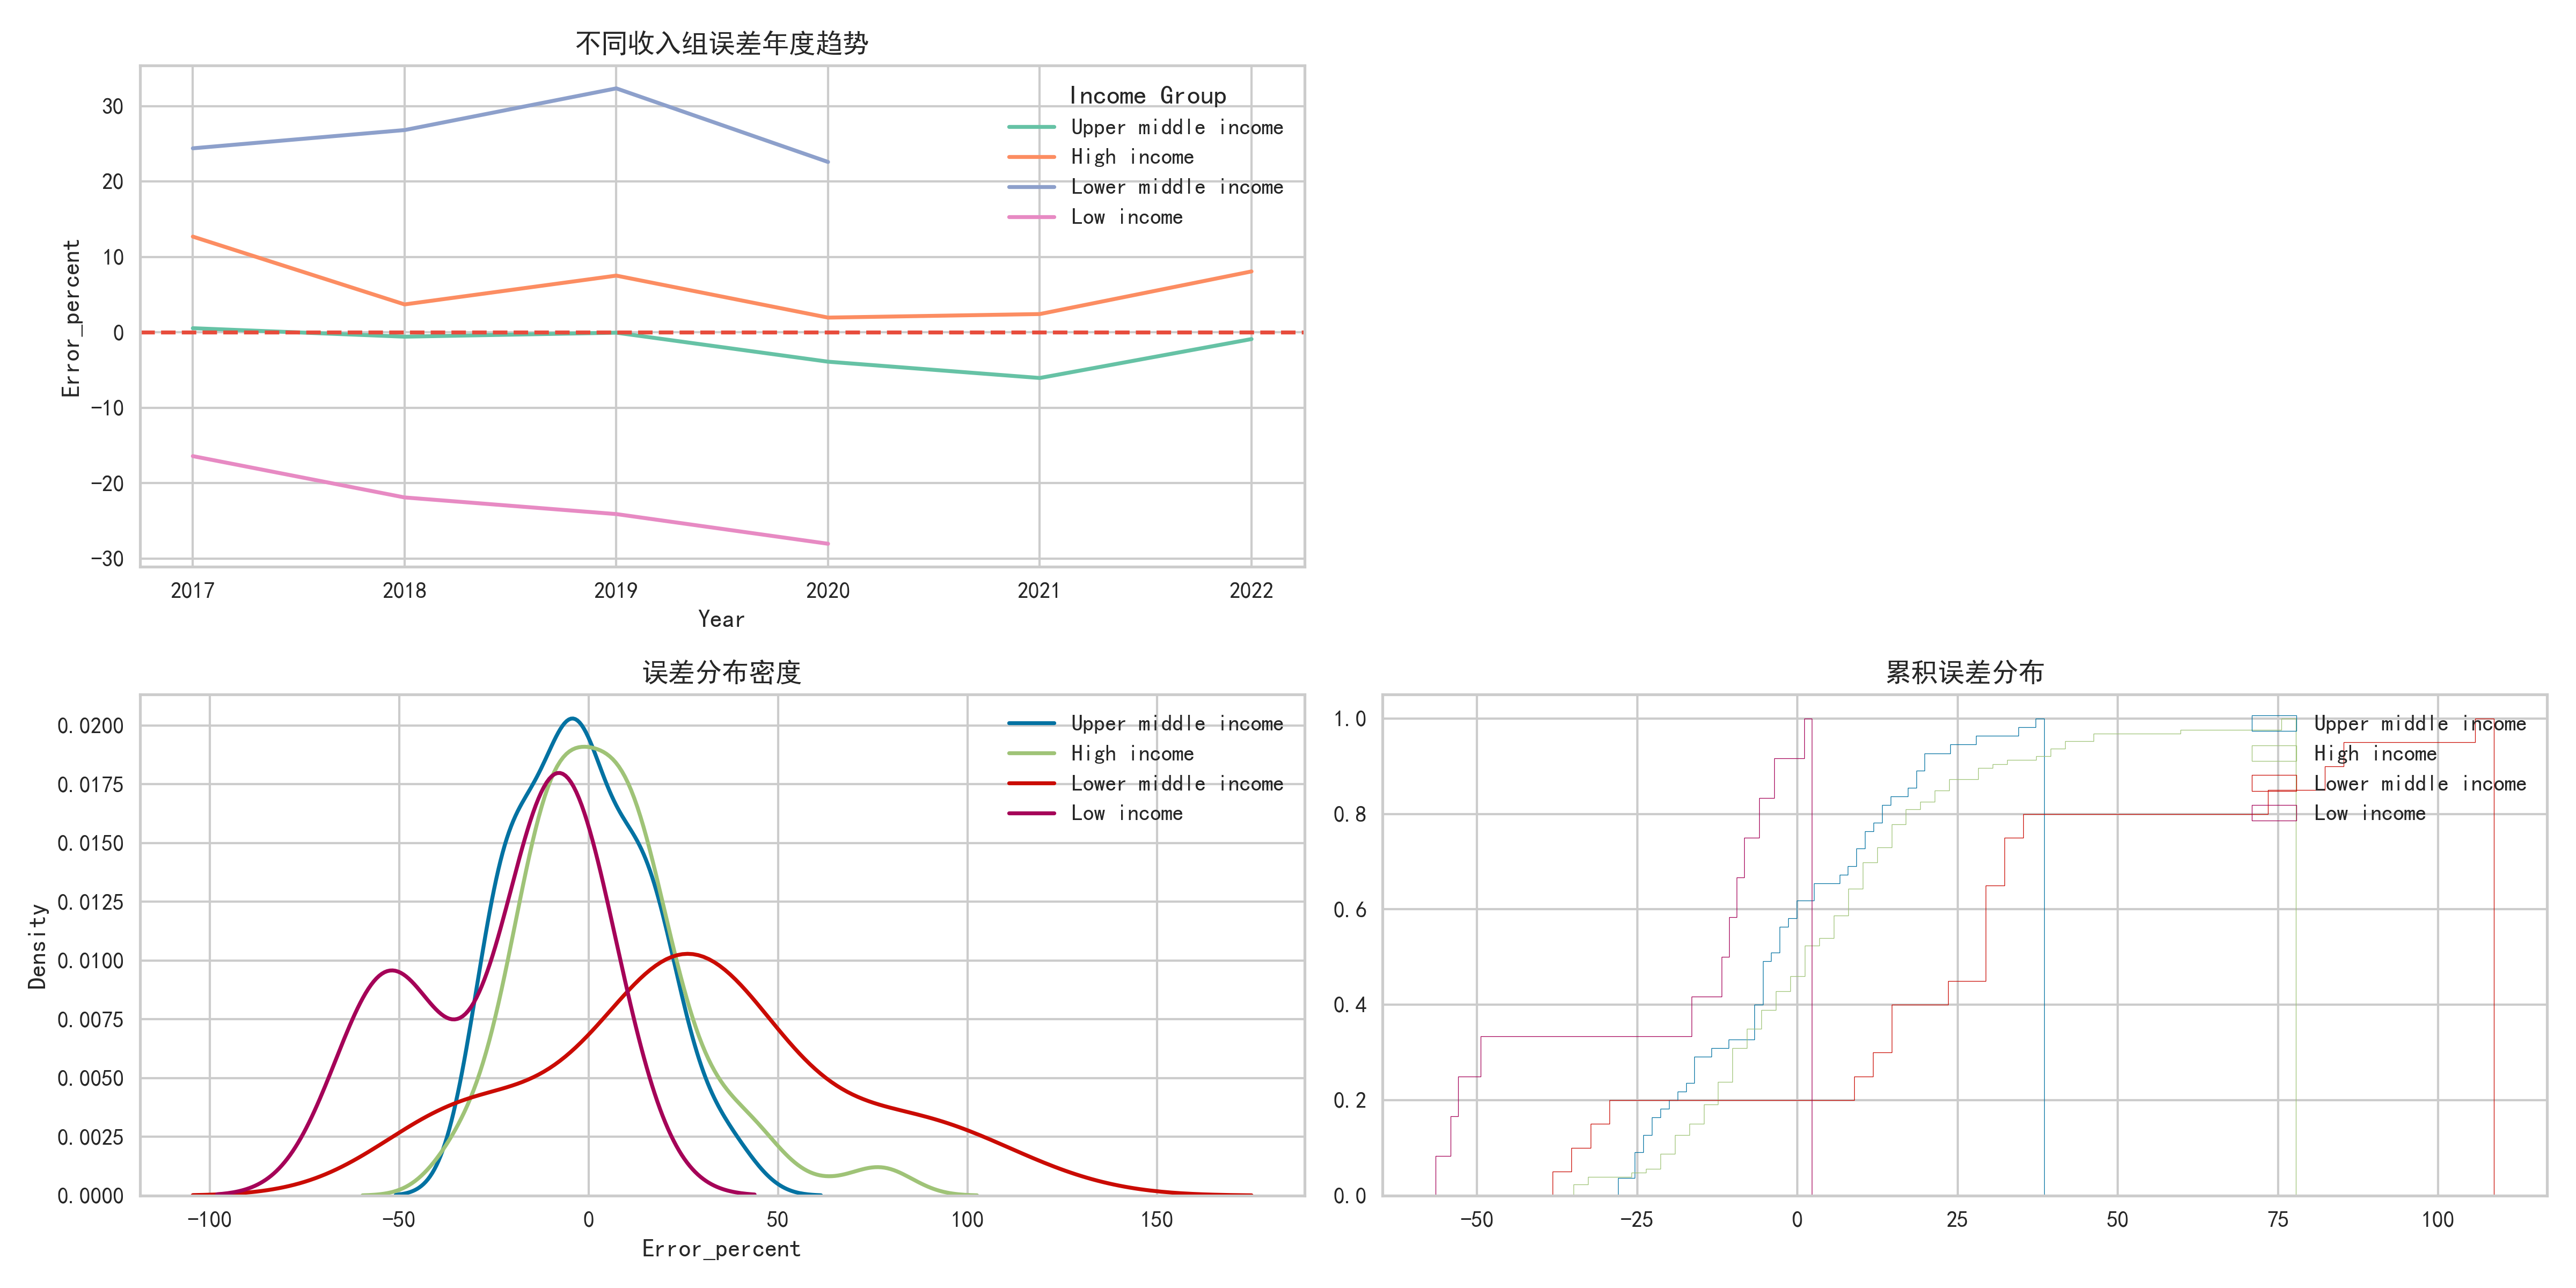 不同收入组误差年度趋势
Error_percent
30
20
10
0
-10
-20
-30
Income Group
Upper middle income
High income
Lower middle income
Low income
2017 2018 2019 2020 2021 2022
Year
误差分布密度
Density
0.0200
0.0175
0.0150
0.0125
0.0100
0.0075
0.0050
0.0025
0.0000
Upper middle income
High income
Lower middle income
Low income
-100 -50 0 50 100 150
Error_percent
累积误差分布
1.0
0.8
0.6
0.4
0.2
0.0
Upper middle income
High income
Lower middle income
Low income
-50 -25 0 25 50 75 100